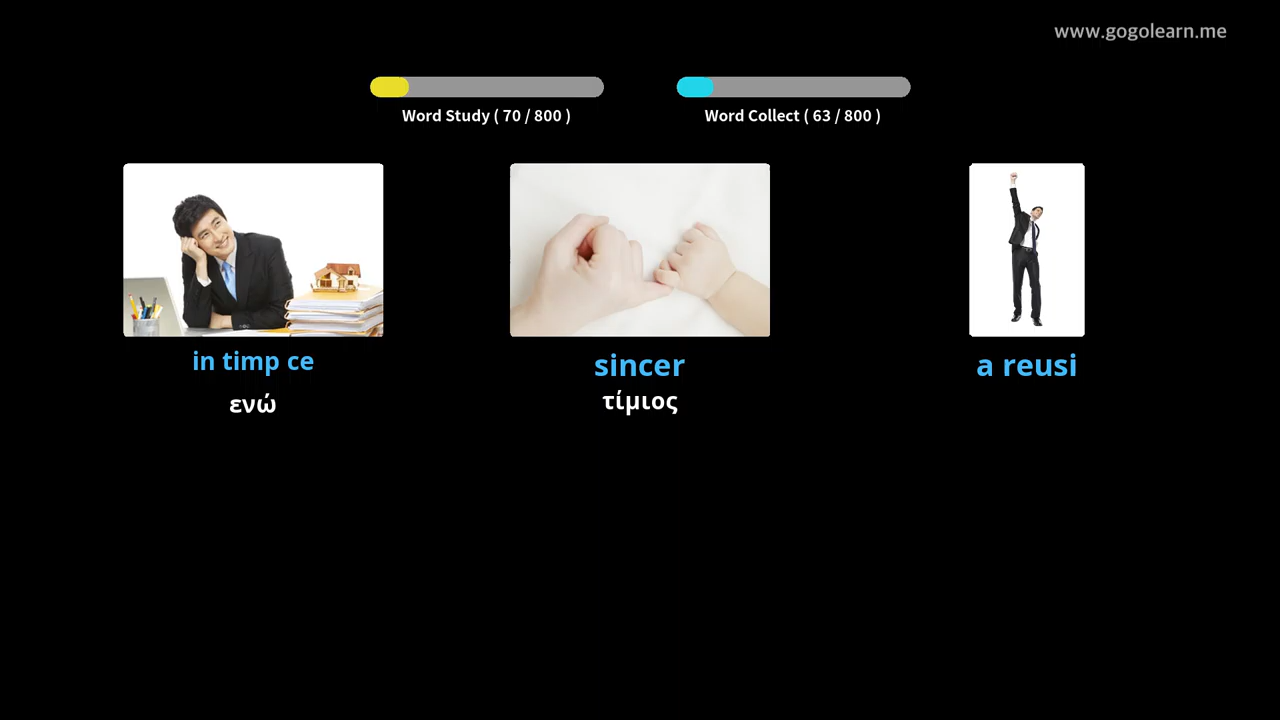 www.gogolearn.me
Word Study ( 70 / 800 )
Word Collect ( 63 / 800 )
in timp ce
ενώ
sincer
τίμιος
a reusi